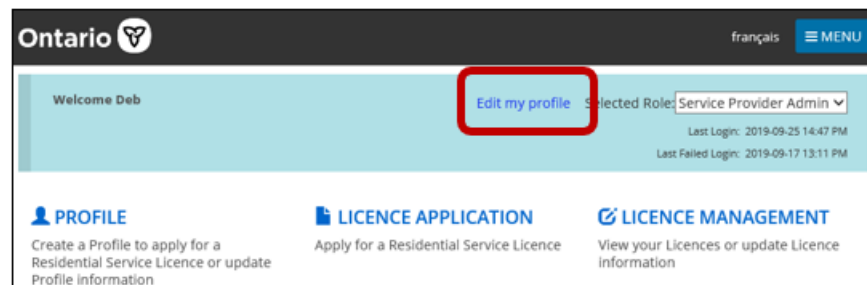 Ontario
français
MENU
Welcome Deb
Edit my profile
Selected Role: Service Provider Admin
Last Login: 2019-09-25 14:47 PM
Last Failed Login: 2019-09-17 13:11 PM
PROFILE
Create a Profile to apply for a
Residential Service Licence or update
Profile information
LICENCE APPLICATION
Apply for a Residential Service Licence
LICENCE MANAGEMENT
View your Licences or update Licence
information